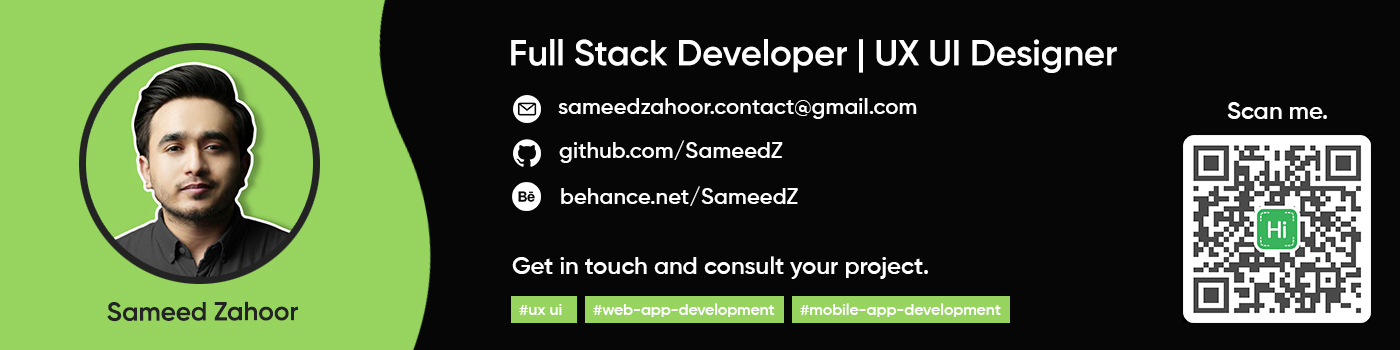 Full Stack Developer | UX UI Designer
sameedzahoor.contact@gmail.com
github.com/SameedZ
Bē
behance.net/SameedZ
Get in touch and consult your project.
#ux ui
#web-app-development
#mobile-app-development
Sameed Zahoor
Scan me.
Hi